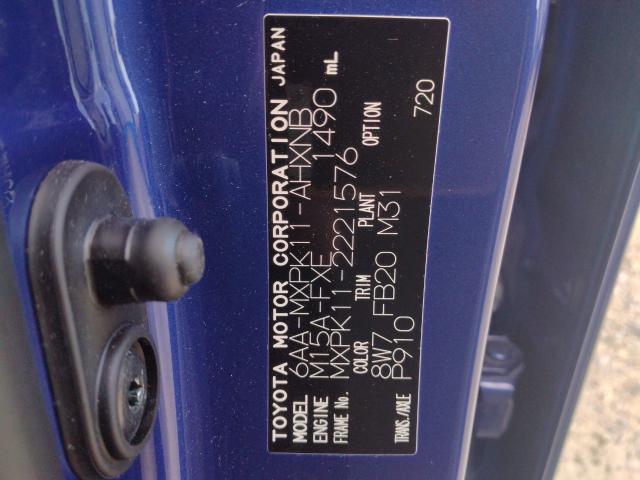 TOYOTA MOTOR CORPORATION JAPAN
MODEL 6AA-MXPK11-AHXNB
ENGINE M15A-FXE 1490 mL
FRAME No. MXPK11-2221576
COLOR TRIM PLANT OPTION
8W7 FB20 M31
TRANS./AXLE P910 720